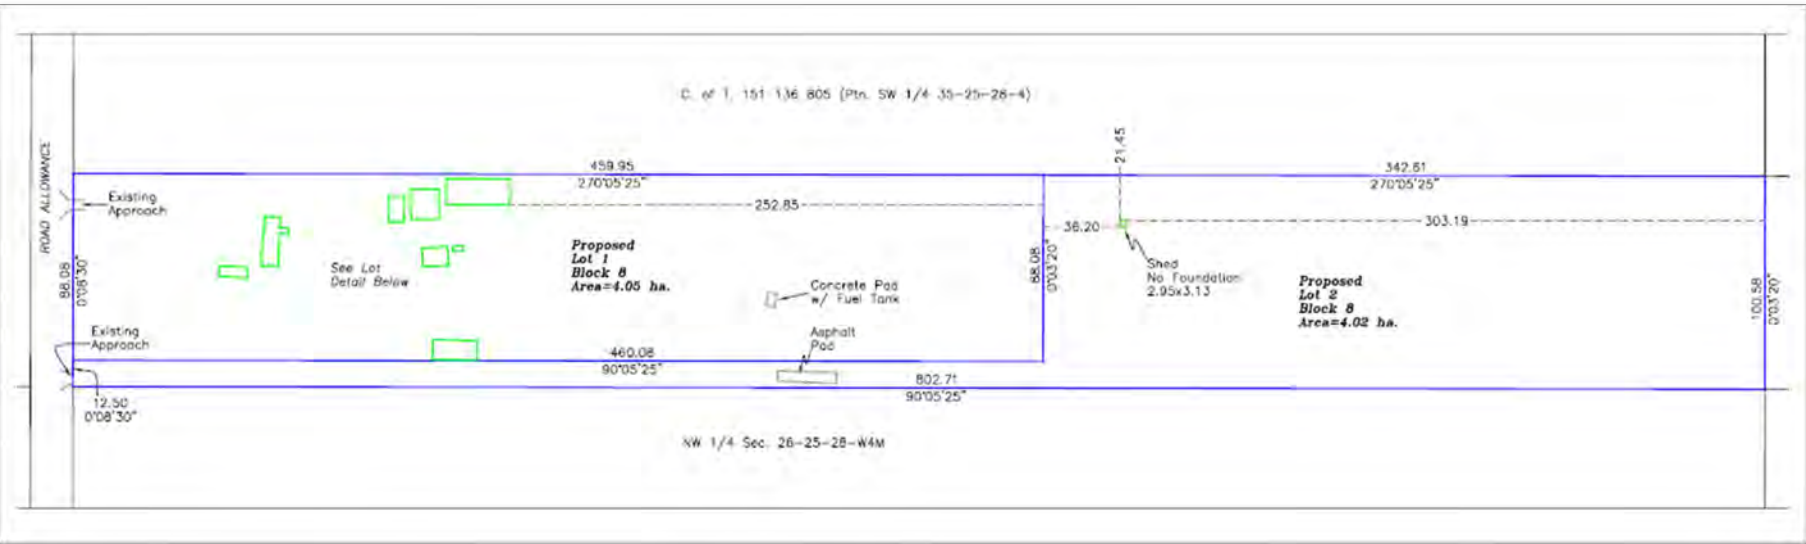 C. of T. 151 136 805 (Ptn. SW 1/4 35-25-28-4)
ROAD ALLOWANCE
459.95
270°05'25"
21.45
342.61
270°05'25"
Existing
Approach
252.85
36.20
303.19
88.08
0°08'30"
See Lot
Detail Below
Proposed
Lot 1
Block 8
Area=4.05 ha.
Concrete Pad
w/ Fuel Tank
88.08
0°03'20"
Shed
No Foundation
2.95x3.13
Proposed
Lot 2
Block 8
Area=4.02 ha.
100.58
0°03'20"
Existing
Approach
Asphalt
Pad
460.08
90°05'25"
802.71
90°05'25"
12.50
0°08'30"
NW 1/4 Sec. 26-25-28-W4M